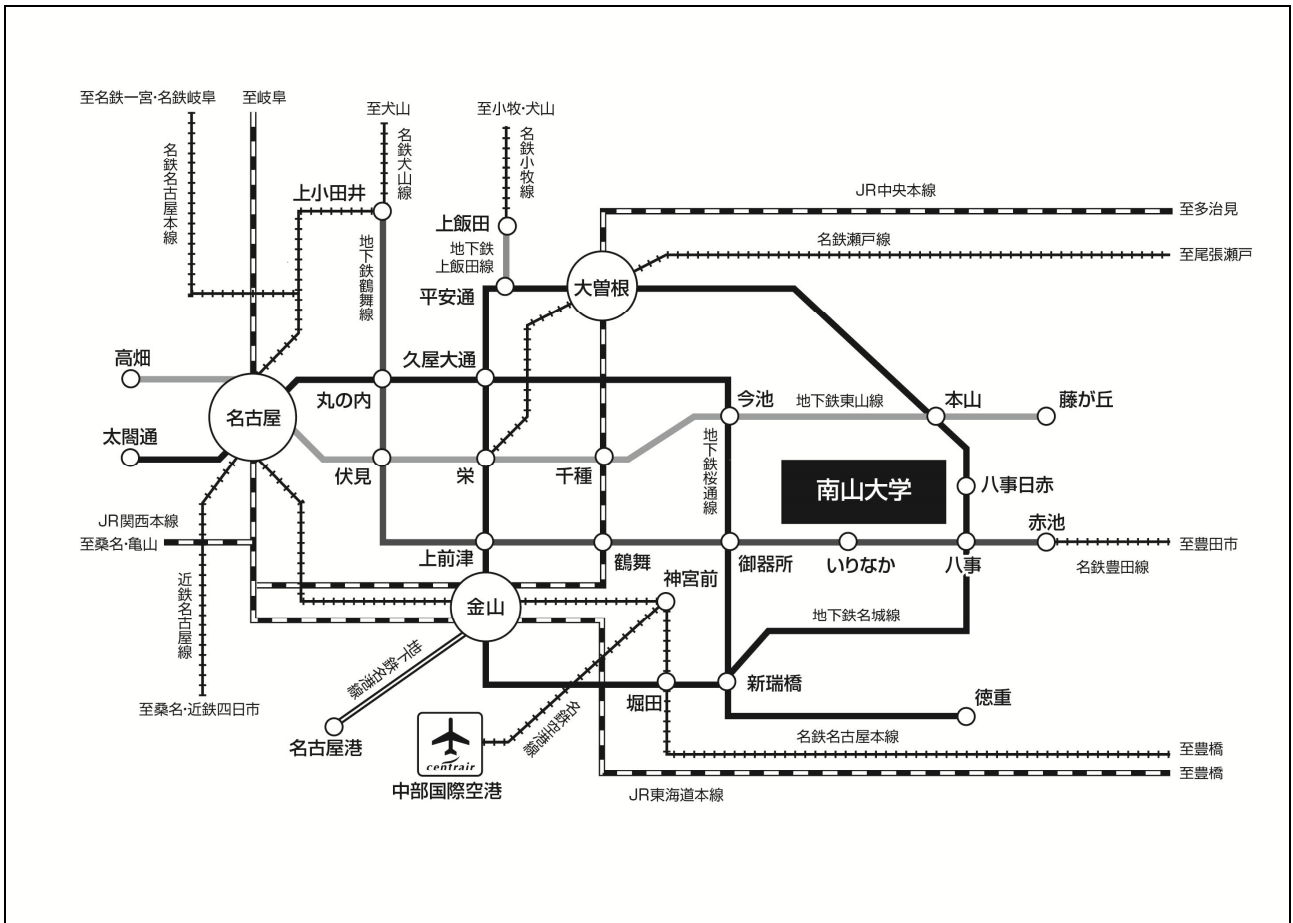 至名鉄一宮・名鉄岐阜
至岐阜
至犬山
至小牧・犬山
名鉄名古屋本線
名鉄犬山線
名鉄小牧線
上小田井
JR中央本線
至多治見
上飯田
地下鉄
上飯田線
名鉄瀬戸線
至尾張瀬戸
地下鉄鶴舞線
平安通
大曽根
高畑
久屋大通
丸の内
名古屋
今池
地下鉄東山線
本山
藤が丘
太閤通
伏見
栄
千種
地下鉄桜通線
南山大学
八事日赤
JR関西本線
至桑名・亀山
赤池
上前津
鶴舞
御器所
いりなか
八事
至豊田市
名鉄豊田線
近鉄名古屋線
金山
神宮前
地下鉄名城線
地下鉄名港線
堀田
新瑞橋
徳重
至桑名・近鉄四日市
名古屋港
名鉄空港線
centrair
中部国際空港
名鉄名古屋本線
至豊橋
至豊橋
JR東海道本線